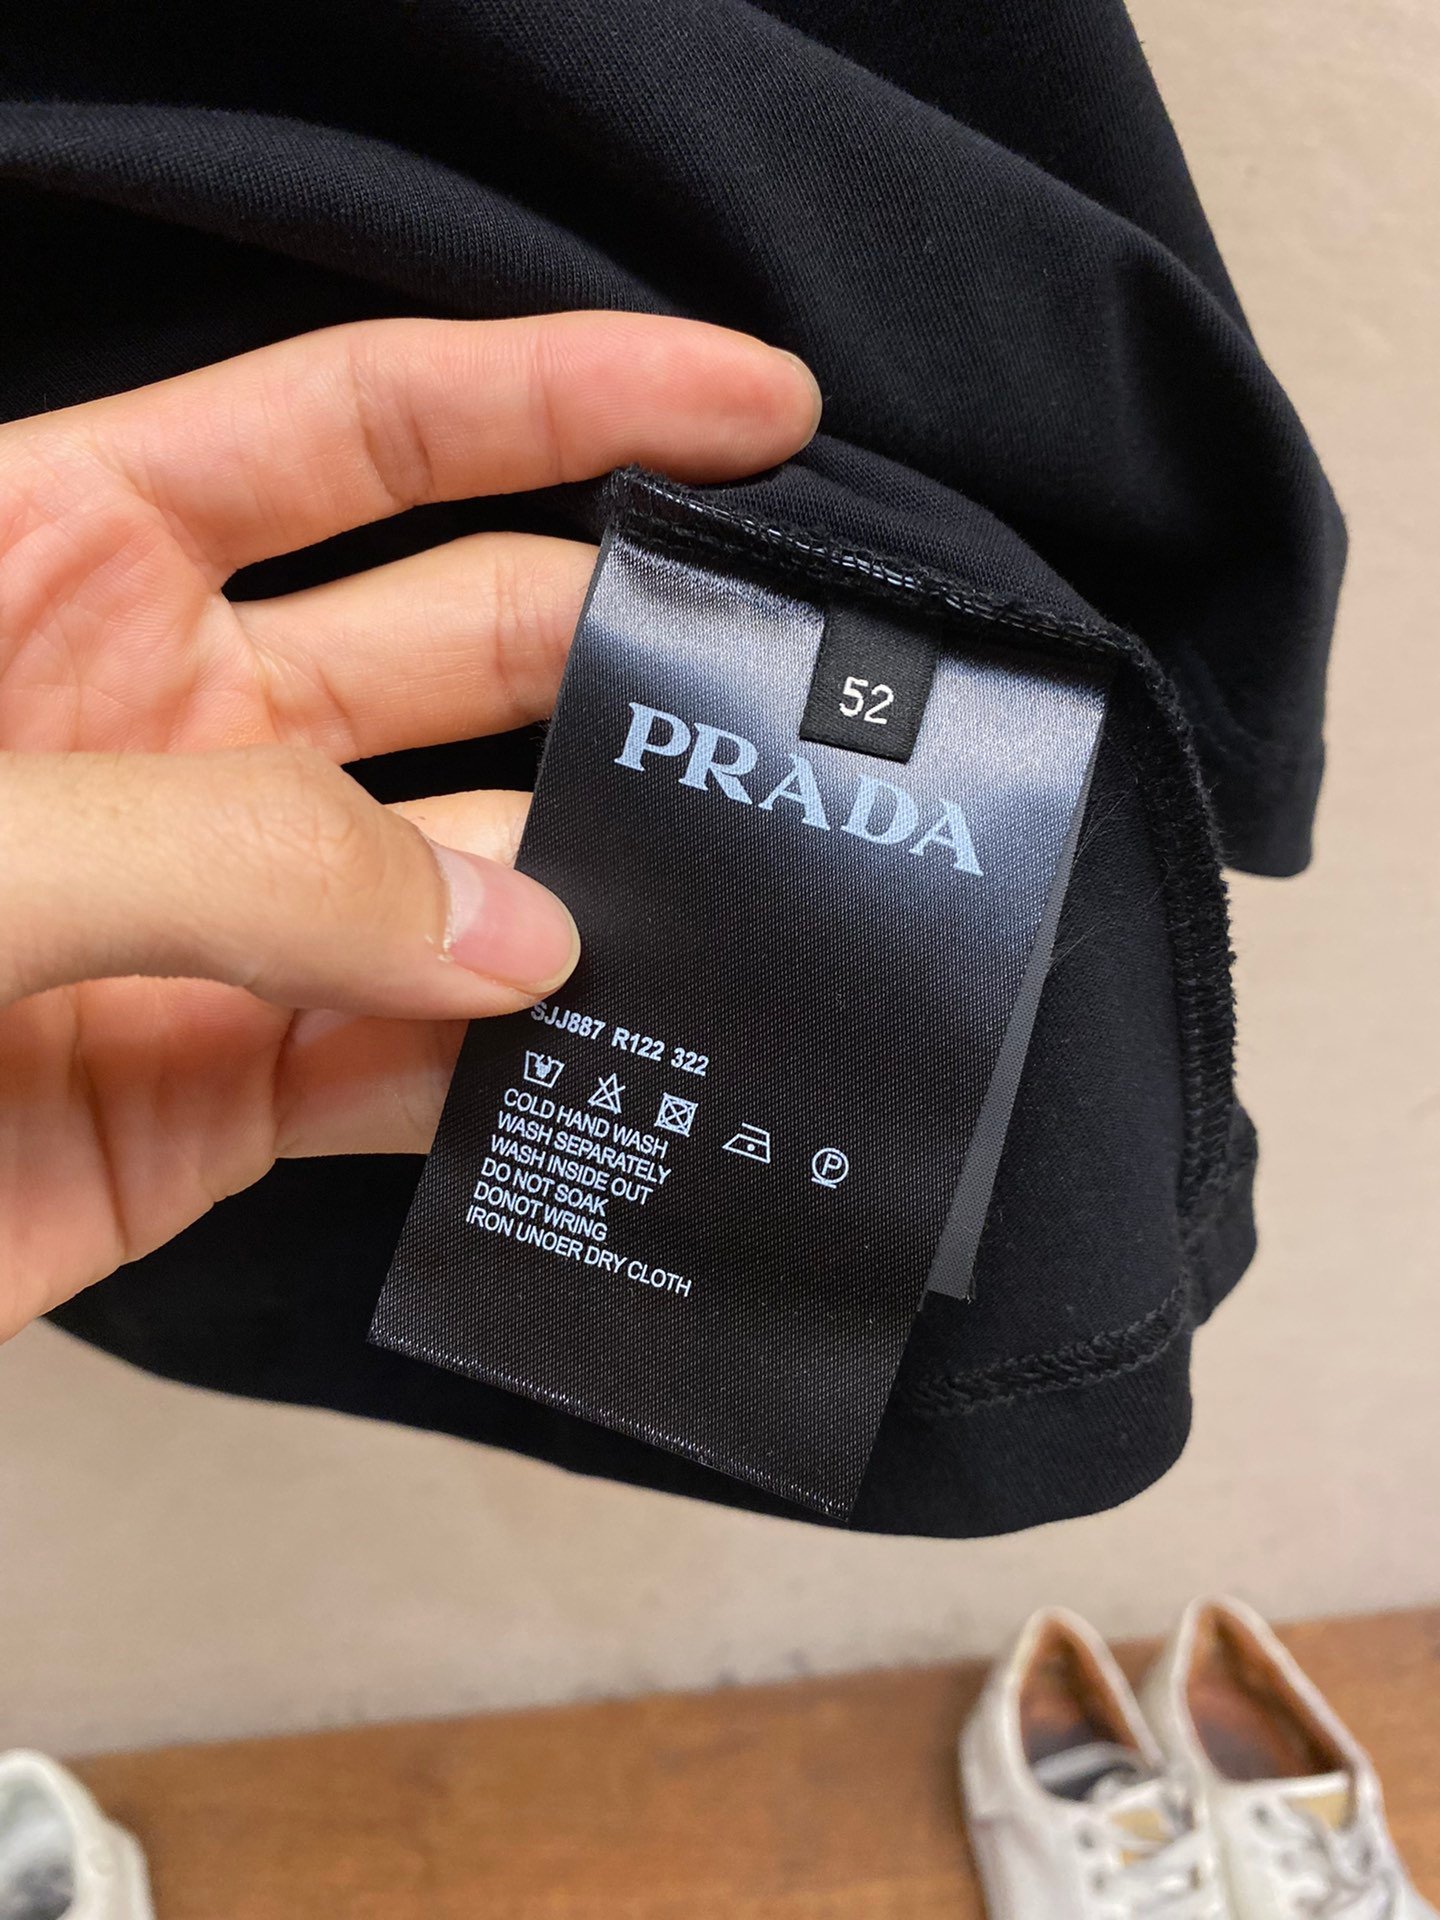 52
PRADA
SJJ887 R122 322
P
COLD HAND WASH
WASH SEPARATELY
WASH INSIDE OUT
DO NOT SOAK
DONOT WRING
IRON UNOER DRY CLOTH